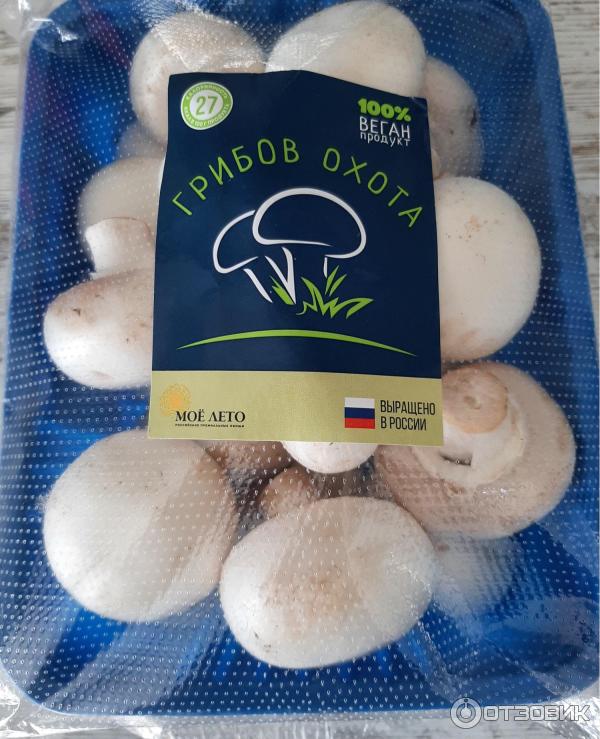 27
100%
ВЕГАН
продукт
ГРИБОВ ОХОТА
МОЁ ЛЕТО
ВЫРАЩЕНО
В РОССИИ
ОТЗОВИК